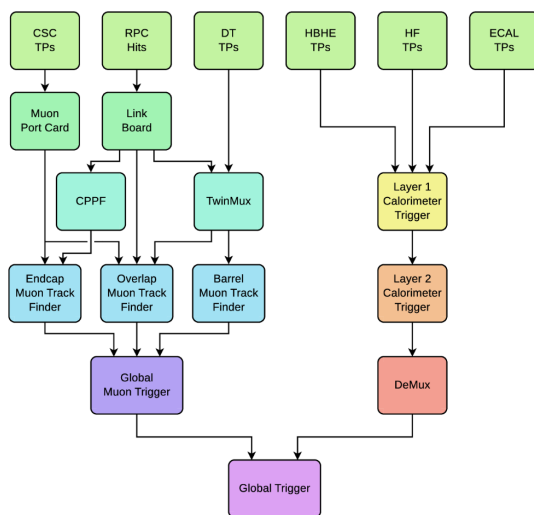 CSC
TPs
RPC
Hits
DT
TPs
HBHE
TPs
HF
TPs
ECAL
TPs
Muon
Port Card
Link
Board
CPPF
TwinMux
Layer 1
Calorimeter
Trigger
Endcap
Muon Track
Finder
Overlap
Muon Track
Finder
Barrel
Muon Track
Finder
Layer 2
Calorimeter
Trigger
Global
Muon Trigger
DeMux
Global Trigger